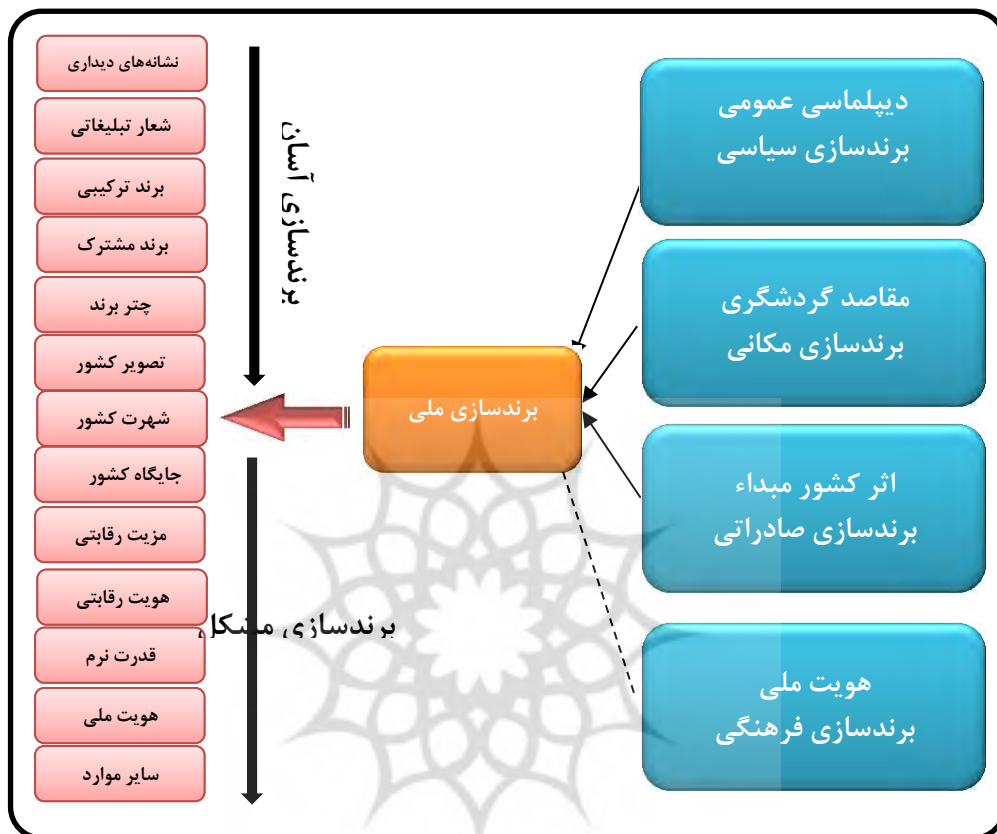 دیپلماسی عمومی
برندسازی سیاسی
مقاصد گردشگری
برندسازی مکانی
اثر کشور مبداء
برندسازی صادراتی
هویت ملی
برندسازی فرهنگی
برندسازی ملی
برندسازی آسان
برندسازی مشکل
نشانه‌های دیداری
شعار تبلیغاتی
برند ترکیبی
برند مشترک
چتر برند
تصویر کشور
شهرت کشور
جایگاه کشور
مزیت رقابتی
هویت رقابتی
قدرت نرم
هویت ملی
سایر موارد